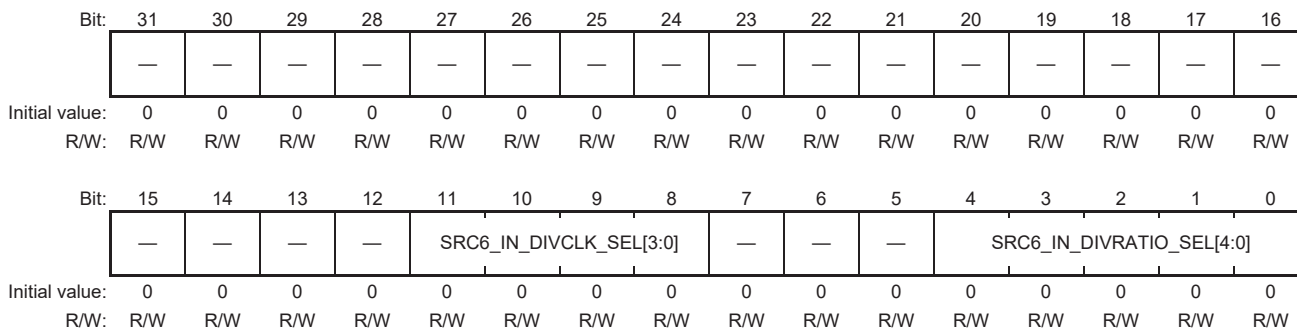 Bit: 31 30 29 28 27 26 25 24 23 22 21 20 19 18 17 16
— — — — — — — — — — — — — — — —
Initial value: 0 0 0 0 0 0 0 0 0 0 0 0 0 0 0 0
R/W: R/W R/W R/W R/W R/W R/W R/W R/W R/W R/W R/W R/W R/W R/W R/W R/W
Bit: 15 14 13 12 11 10 9 8 7 6 5 4 3 2 1 0
— — — — SRC6_IN_DIVCLK_SEL[3:0] — — — SRC6_IN_DIVRATIO_SEL[4:0]
Initial value: 0 0 0 0 0 0 0 0 0 0 0 0 0 0 0 0
R/W: R/W R/W R/W R/W R/W R/W R/W R/W R/W R/W R/W R/W R/W R/W R/W R/W